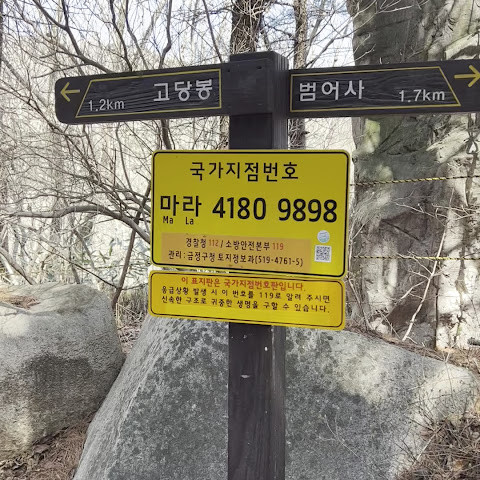 고당봉
1.2km
범어사
1.7km
국가지점번호
마라 4180 9898
Ma La
경찰청 112 / 소방안전본부 119
관리 : 금정구청 토지정보과(519-4761~5)
이 표지판은 국가지점번호판입니다.
응급상황 발생 시 이 번호를 119로 알려 주시면
신속한 구조로 귀중한 생명을 구할 수 있습니다.